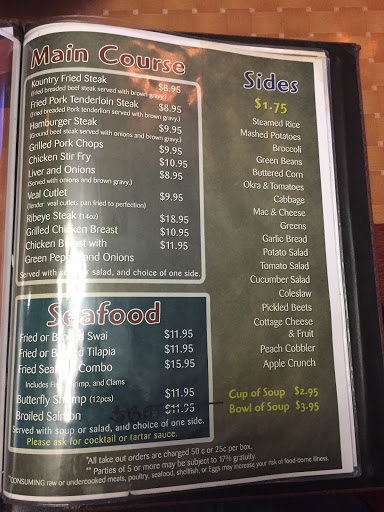 Main Course
Kountry Fried Steak $8.95
(Fried breaded beef steak served with brown gravy.)
Fried Pork Tenderloin Steak $8.95
(Fried breaded Pork tenderlion served with brown gravy.)
Hamburger Steak $9.95
(Ground beef steak served with onions and brown gravy.)
Grilled Pork Chops $9.95
Chicken Stir Fry $10.95
Liver and Onions $8.95
(Served with onions and brown gravy.)
Veal Cutlet $9.95
(Tender veal cutlets pan fried to perfection)
Ribeye Steak (14oz) $18.95
Grilled Chicken Breast $10.95
Chicken Breast with $11.95
Green Peppers and Onions
Served with soup or salad, and choice of one side.
Seafood
Fried or Broiled Swai $11.95
Fried or Broiled Tilapia $11.95
Fried Seafood Combo $15.95
Includes Fish, Shrimp, and Clams
Butterfly Shrimp (12pcs) $11.95
Broiled Salmon $11.95
Served with soup or salad, and choice of one side.
Please ask for cocktail or tartar sauce.
Sides
$1.75
Steamed Rice
Mashed Potatoes
Broccoli
Green Beans
Buttered Corn
Okra & Tomatoes
Cabbage
Mac & Cheese
Greens
Garlic Bread
Potato Salad
Tomato Salad
Cucumber Salad
Coleslaw
Pickled Beets
Cottage Cheese
& Fruit
Peach Cobbler
Apple Crunch
Cup of Soup $2.95
Bowl of Soup $3.95
*All take out orders are charged 50 ¢ or 25c per box.
** Parties of 5 or more may be subject to 17% gratuity.
CONSUMING raw or undercooked meats, poultry, seafood, shellfish, or Eggs may increase your risk of food-borne illness.